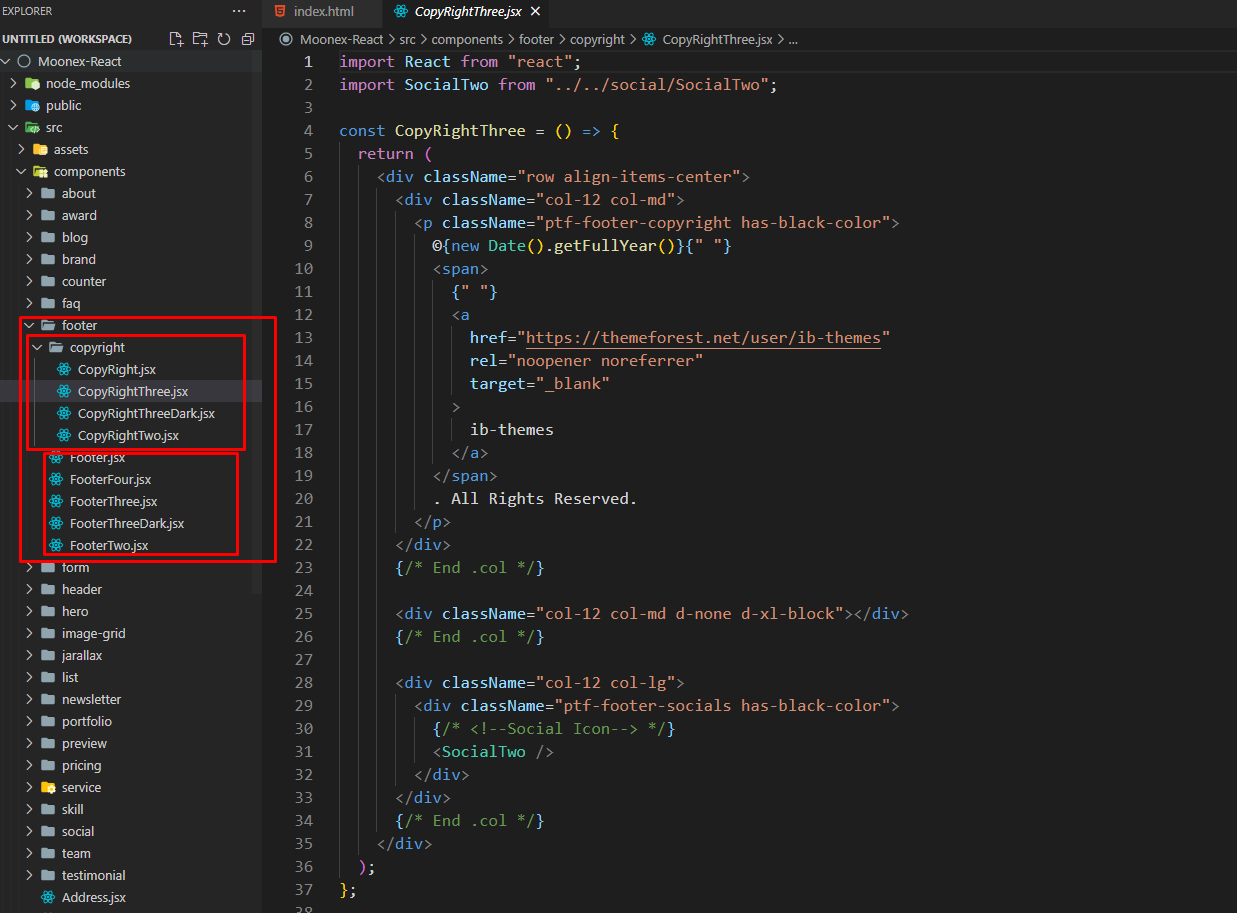 EXPLORER
···
index.html
CopyRightThree.jsx
UNTITLED (WORKSPACE)
Moonex-React > src > components > footer > copyright > CopyRightThree.jsx > ...
Moonex-React
node_modules
public
src
assets
components
about
award
blog
brand
counter
faq
footer
copyright
CopyRight.jsx
CopyRightThree.jsx
CopyRightThreeDark.jsx
CopyRightTwo.jsx
Footer.jsx
FooterFour.jsx
FooterThree.jsx
FooterThreeDark.jsx
FooterTwo.jsx
form
header
hero
image-grid
jarallax
list
newsletter
portfolio
preview
pricing
service
skill
social
team
testimonial
Address.jsx
1 import React from "react";
2 import SocialTwo from "../../social/SocialTwo";
3
4 const CopyRightThree = () => {
5 return (
6 <div className="row align-items-center">
7 <div className="col-12 col-md">
8 <p className="ptf-footer-copyright has-black-color">
9 ©{new Date().getFullYear()}{" "}
10 <span>
11 {" "}
12 <a
13 href="https://themeforest.net/user/ib-themes"
14 rel="noopener noreferrer"
15 target="_blank"
16 >
17 ib-themes
18 </a>
19 </span>
20 . All Rights Reserved.
21 </p>
22 </div>
23 {/* End .col */}
24
25 <div className="col-12 col-md d-none d-xl-block"></div>
26 {/* End .col */}
27
28 <div className="col-12 col-lg">
29 <div className="ptf-footer-socials has-black-color">
30 {/* <!--Social Icon--> */}
31 <SocialTwo />
32 </div>
33 </div>
34 {/* End .col */}
35 </div>
36 );
37 };
38